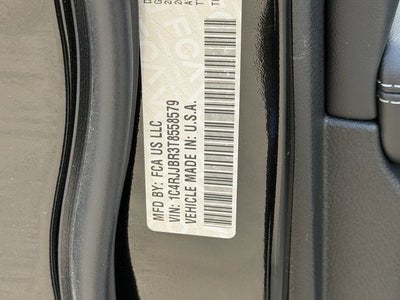 MFD BY: FCA US LLC
VIN: 1C4RJJBR3T8558579
VEHICLE MADE IN: U.S.A.